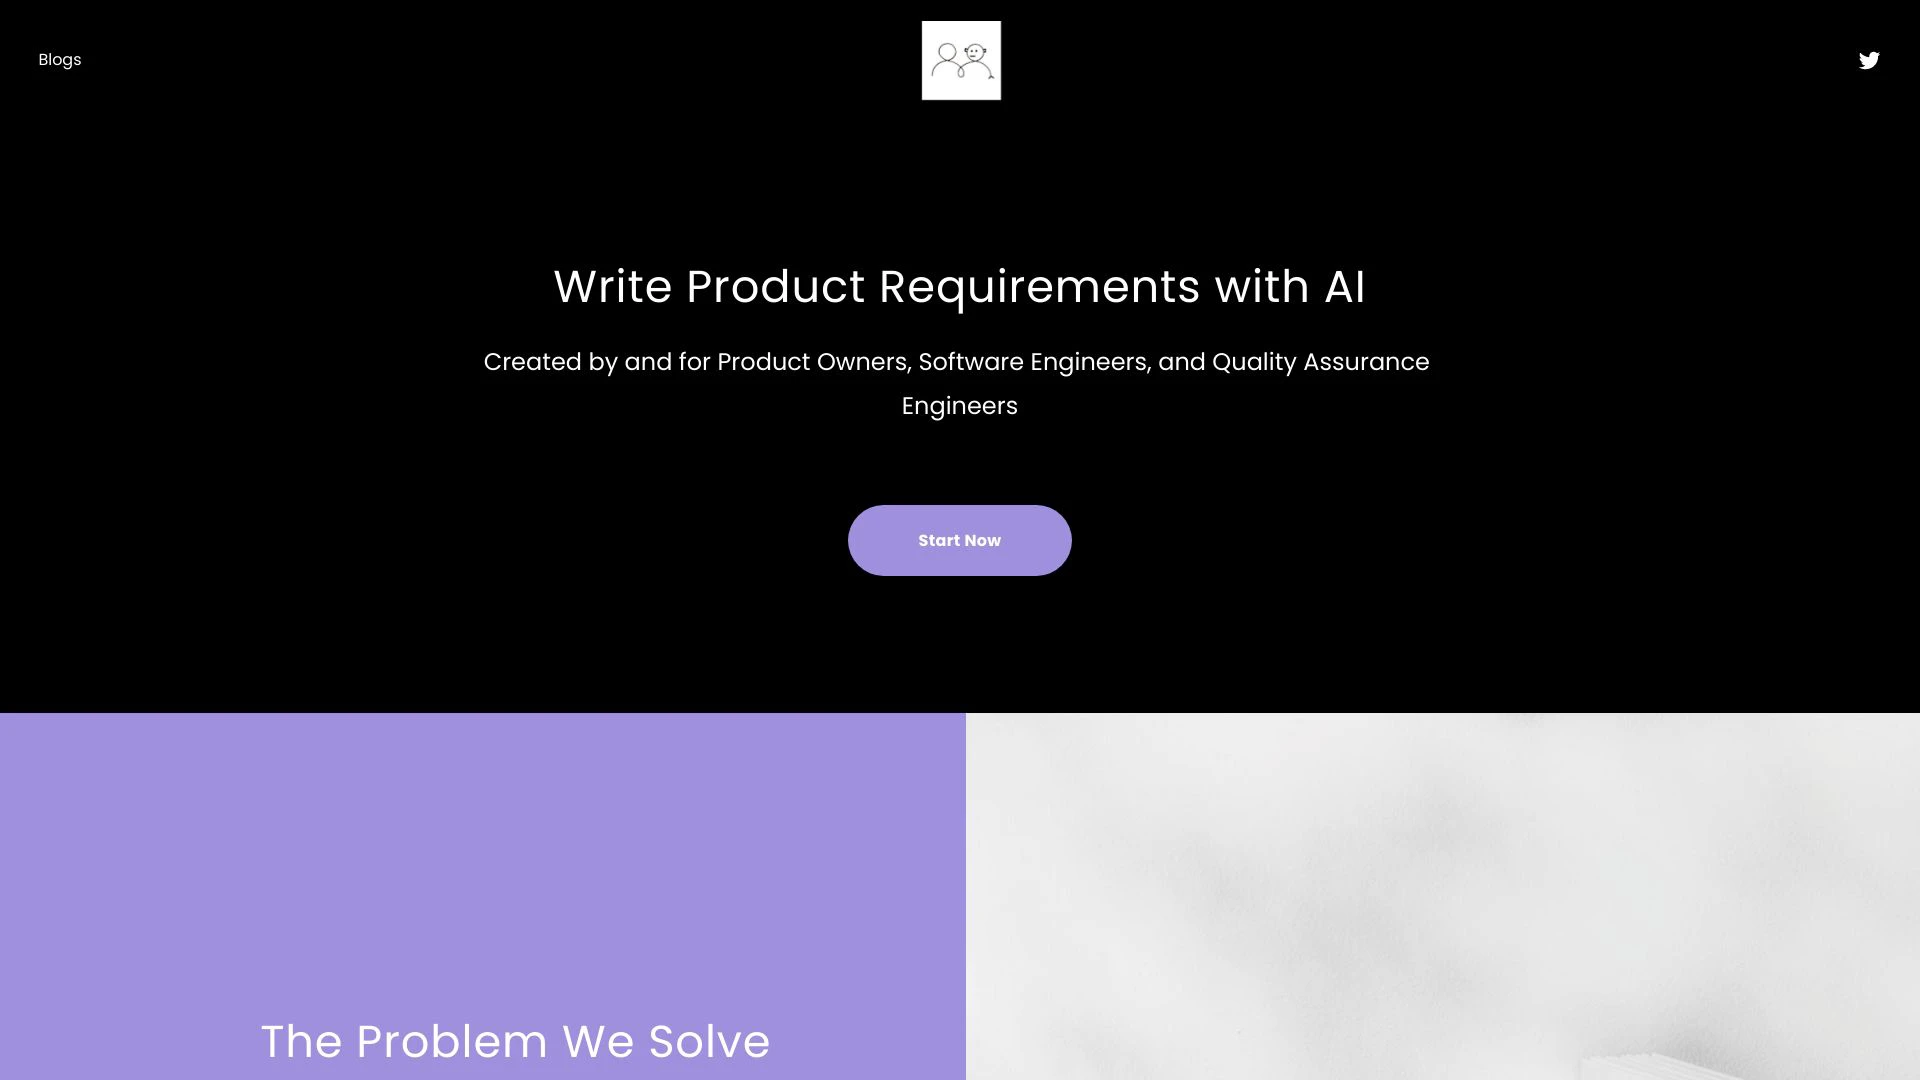 Blogs
Write Product Requirements with AI
Created by and for Product Owners, Software Engineers, and Quality Assurance
Engineers
Start Now
The Problem We Solve